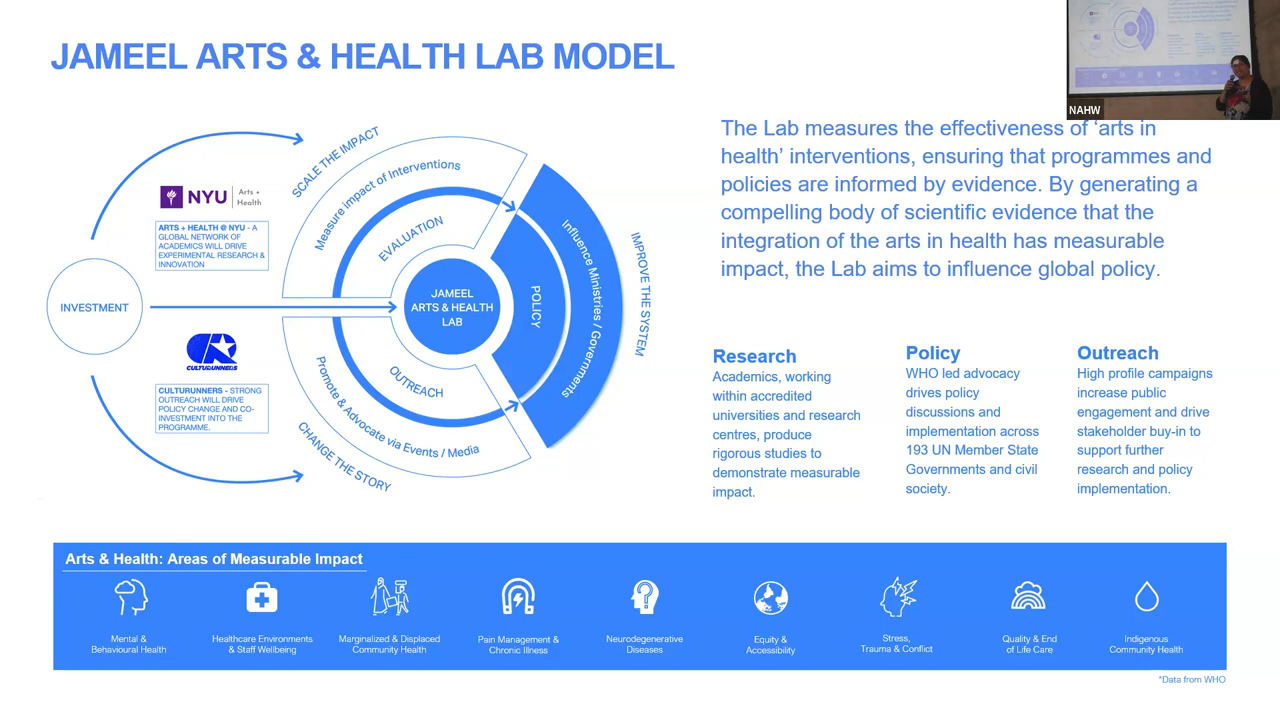 JAMEEL ARTS & HEALTH LAB MODEL
NAHW
SCALE THE IMPACT
Measure Impact of Interventions
EVALUATION
NYU
Arts +
Health
ARTS + HEALTH @ NYU - A
GLOBAL NETWORK OF
ACADEMICS WILL DRIVE
EXPERIMENTAL RESEARCH &
INNOVATION
INVESTMENT
JAMEEL
ARTS & HEALTH
LAB
POLICY
Influence Ministries / Governments
IMPROVE THE SYSTEM
CULTURUNNERS
CULTURUNNERS - STRONG
OUTREACH WILL DRIVE
POLICY CHANGE AND CO-
INVESTMENT INTO THE
PROGRAMME.
OUTREACH
Promote & Advocate via Events / Media
CHANGE THE STORY
The Lab measures the effectiveness of ‘arts in
health’ interventions, ensuring that programmes and
policies are informed by evidence. By generating a
compelling body of scientific evidence that the
integration of the arts in health has measurable
impact, the Lab aims to influence global policy.
Research
Academics, working
within accredited
universities and research
centres, produce
rigorous studies to
demonstrate measurable
impact.
Policy
WHO led advocacy
drives policy
discussions and
implementation across
193 UN Member State
Governments and civil
society.
Outreach
High profile campaigns
increase public
engagement and drive
stakeholder buy-in to
support further
research and policy
implementation.
Arts & Health: Areas of Measurable Impact
Mental &
Behavioural Health
Healthcare Environments
& Staff Wellbeing
Marginalized & Displaced
Community Health
Pain Management &
Chronic Illness
Neurodegenerative
Diseases
Equity &
Accessibility
Stress,
Trauma & Conflict
Quality & End
of Life Care
Indigenous
Community Health
*Data from WHO